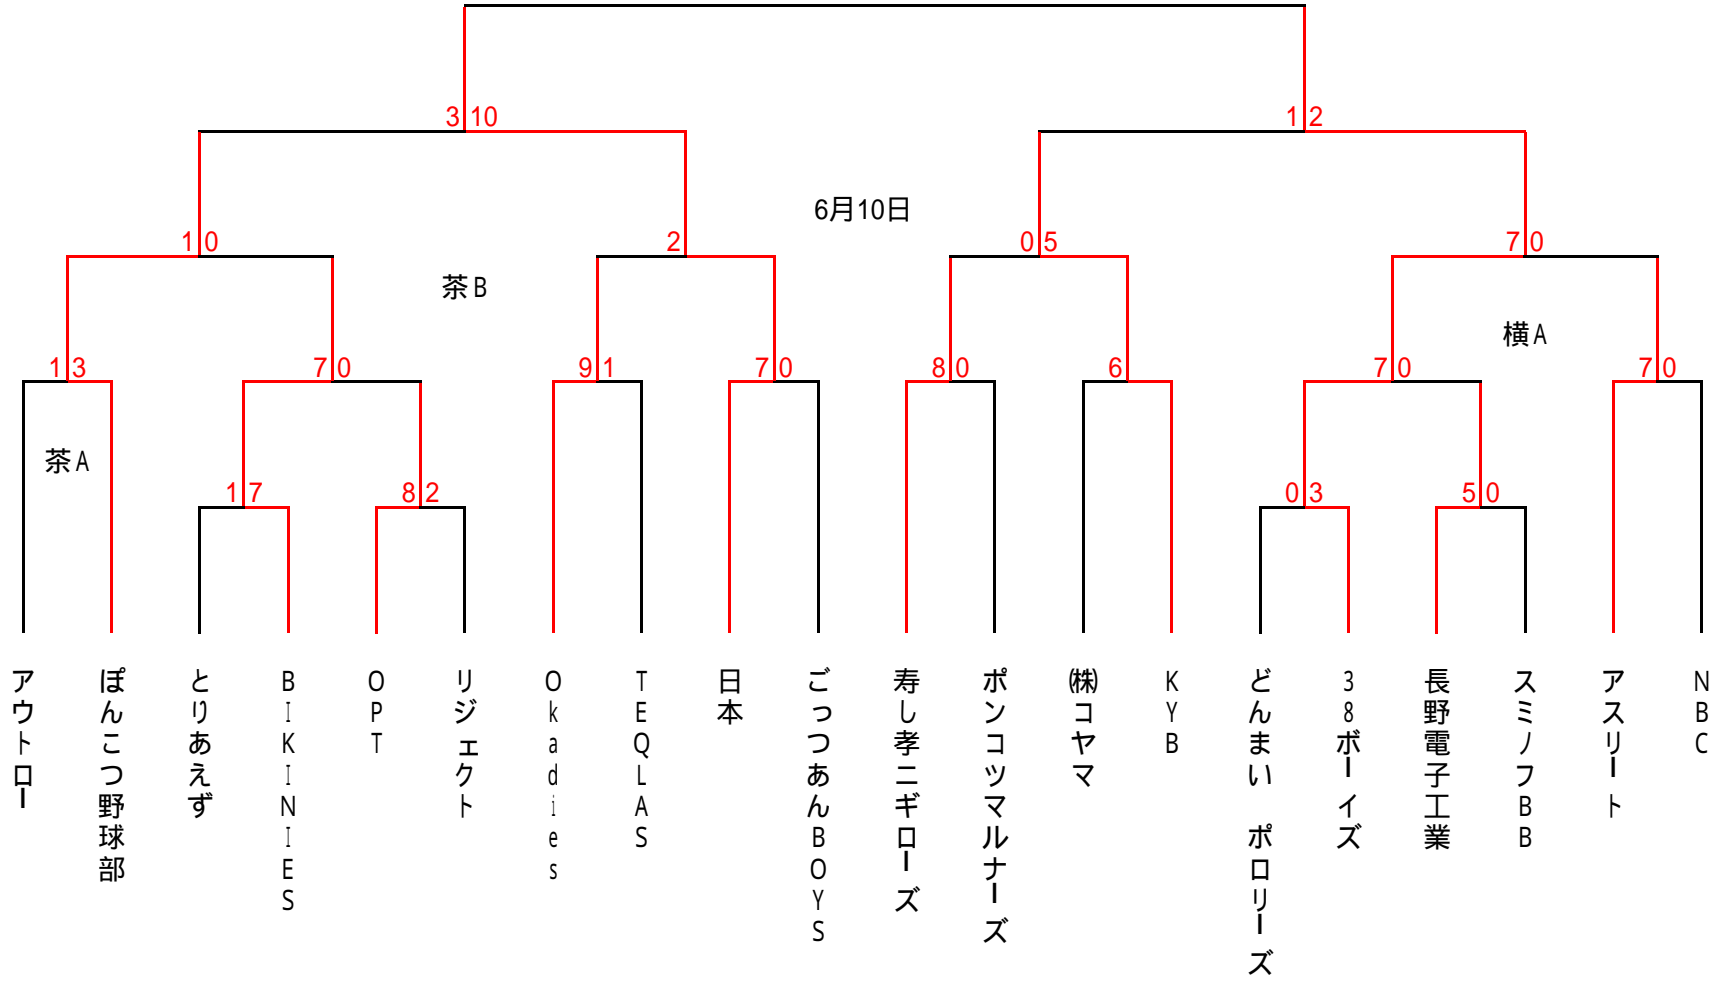 3 10
1 2
6月10日
1 0
2
0 5
7 0
茶B
横A
1 3
7 0
9 1
7 0
8 0
6
7 0
7 0
茶A
1 7
8 2
0 3
5 0
アウトロー
ぽんこつ野球部
とりあえず
BIKINIES
OPT
リジェクト
Okadies
TEQLAS
日本
ごっつあんBOYS
寿し孝ニギローズ
ポンコツマルナーズ
㈱コヤマ
KYB
どんまい ポロリーズ
38ボーイズ
長野電子工業
スミノフBB
アスリート
NBC